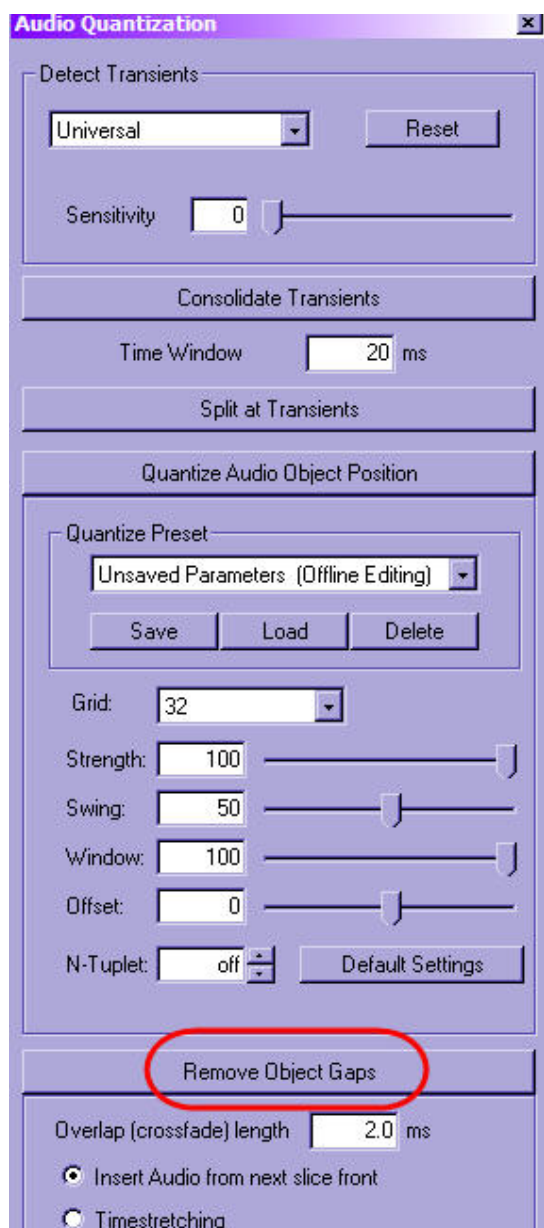 Audio Quantization
Detect Transients
Universal Reset
Sensitivity 0
Consolidate Transients
Time Window 20 ms
Split at Transients
Quantize Audio Object Position
Quantize Preset
Unsaved Parameters (Offline Editing)
Save Load Delete
Grid: 32
Strength: 100
Swing: 50
Window: 100
Offset: 0
N-Tuplet: off Default Settings
Remove Object Gaps
Overlap (crossfade) length 2.0 ms
Insert Audio from next slice front
Timestretching